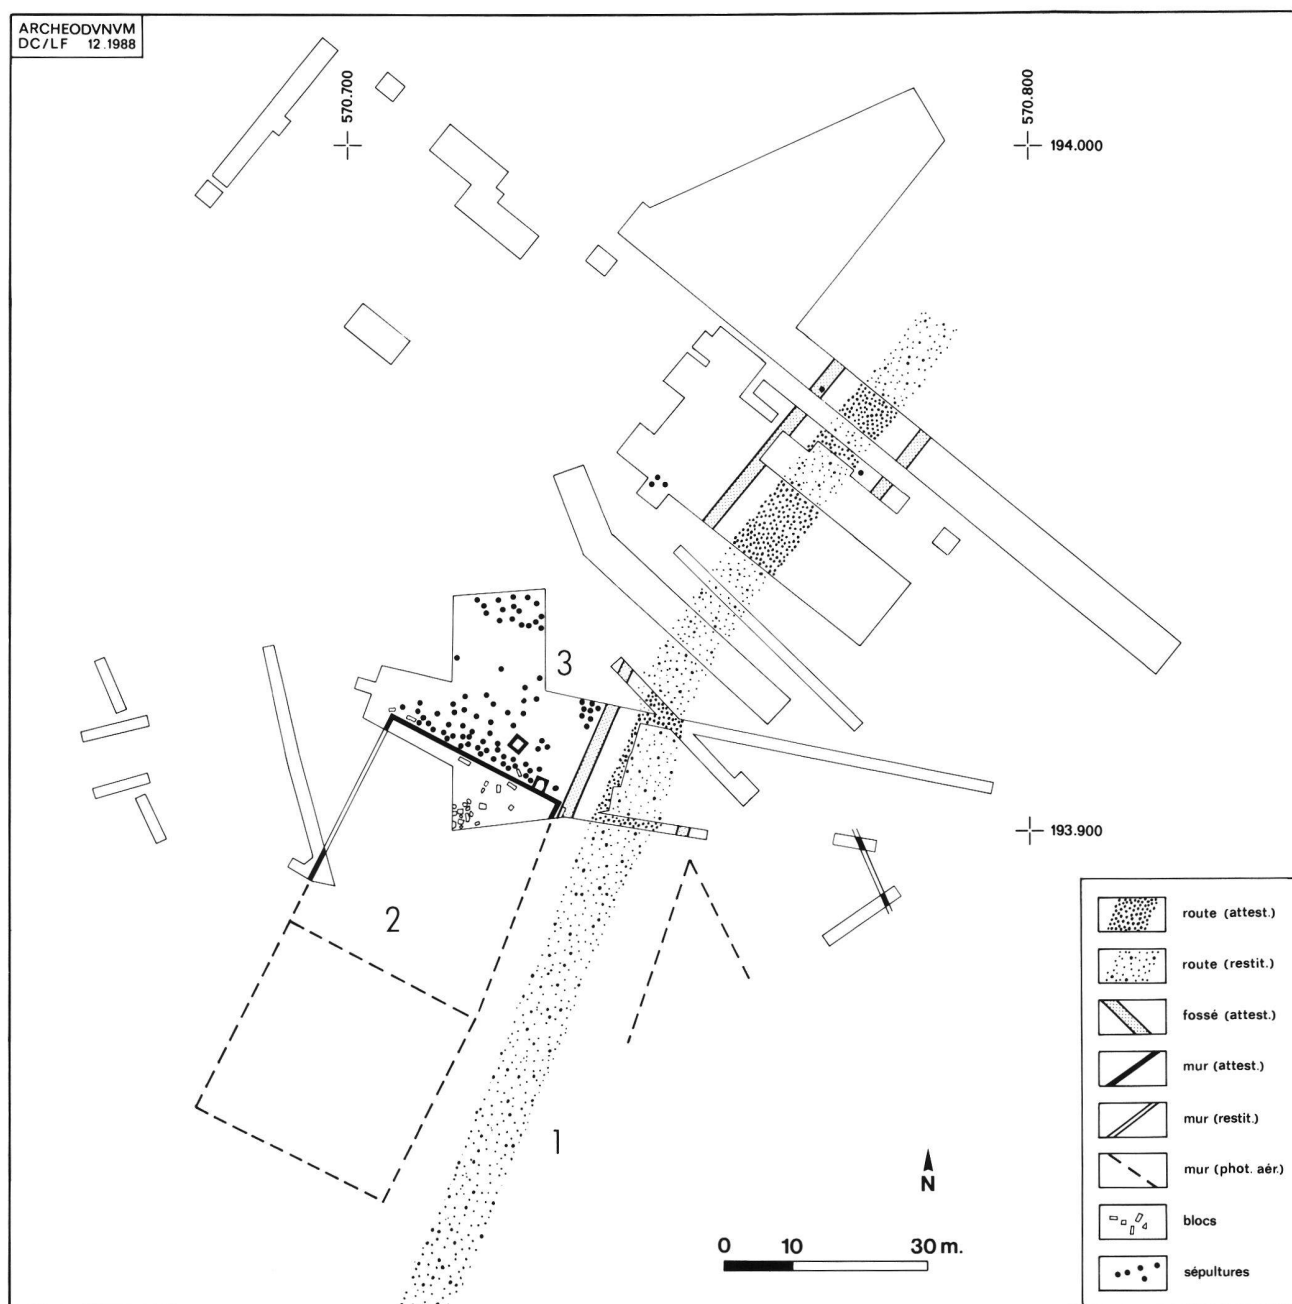 ARCHEODVNVM
DC/LF 12.1988
570.700
570.800
194.000
3
193.900
2
1
N
0 10 30 m.
route (attest.)
route (restit.)
fossé (attest.)
mur (attest.)
mur (restit.)
mur (phot. aér.)
blocs
sépultures